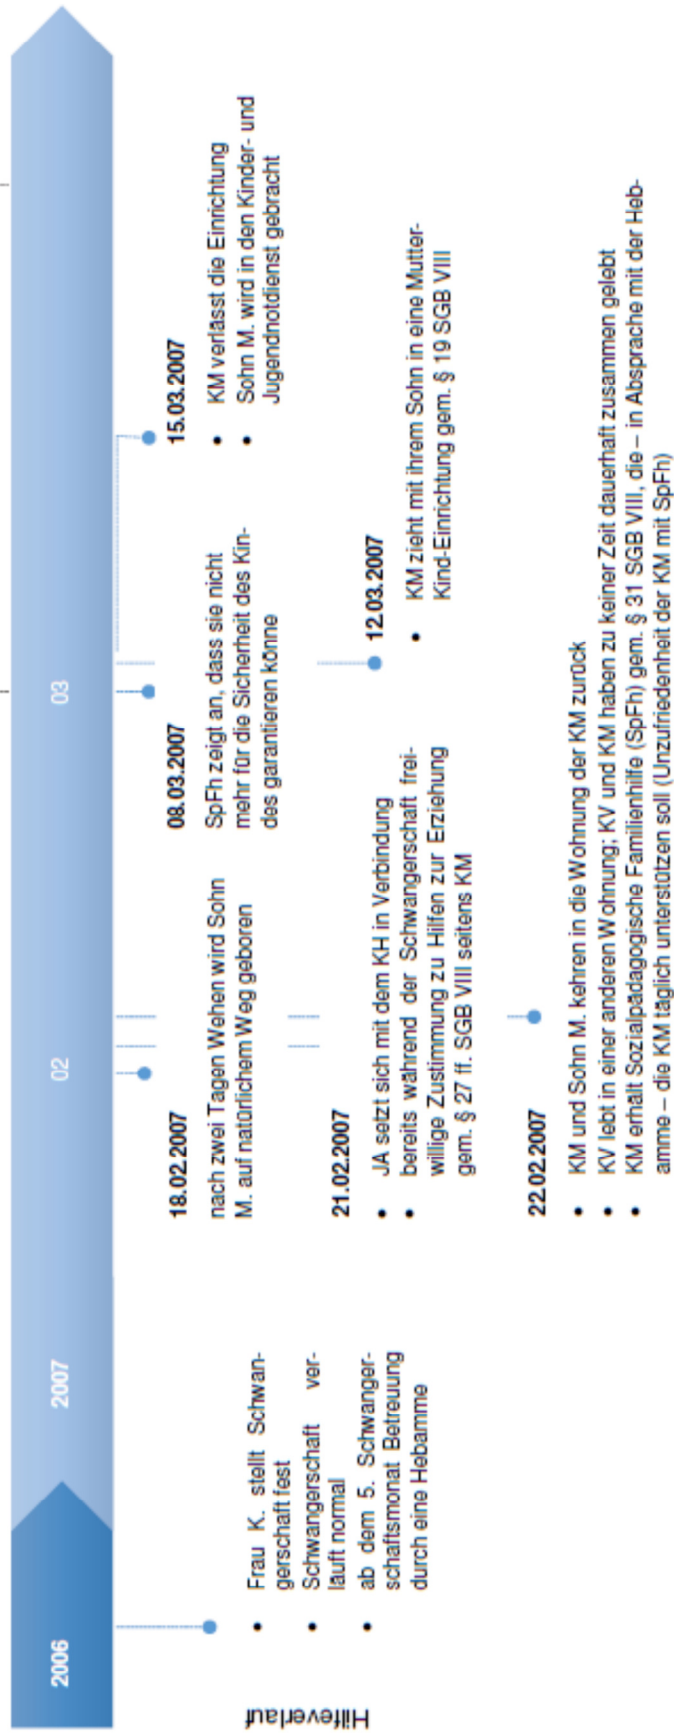 2006
2007
02
03
Hilfeverlauf
• Frau K. stellt Schwan-
gerschaft fest
• Schwangerschaft ver-
läuft normal
• ab dem 5. Schwanger-
schaftsmonat Betreuung
durch eine Hebamme
18.02.2007
nach zwei Tagen Wehen wird Sohn
M. auf natürlichem Weg geboren
21.02.2007
• JA setzt sich mit dem KH in Verbindung
• bereits während der Schwangerschaft frei-
willige Zustimmung zu Hilfen zur Erziehung
gem. § 27 ff. SGB VIII seitens KM
22.02.2007
• KM und Sohn M. kehren in die Wohnung der KM zurück
• KV lebt in einer anderen Wohnung; KV und KM haben zu keiner Zeit dauerhaft zusammen gelebt
• KM erhält Sozialpädagogische Familienhilfe (SpFh) gem. § 31 SGB VIII, die – in Absprache mit der Heb-
amme – die KM täglich unterstützen soll (Unzufriedenheit der KM mit SpFh)
08.03.2007
SpFh zeigt an, dass sie nicht
mehr für die Sicherheit des Kin-
des garantieren könne
12.03.2007
• KM zieht mit ihrem Sohn in eine Mutter-
Kind-Einrichtung gem. § 19 SGB VIII
15.03.2007
• KM verlässt die Einrichtung
• Sohn M. wird in den Kinder- und
Jugendnotdienst gebracht